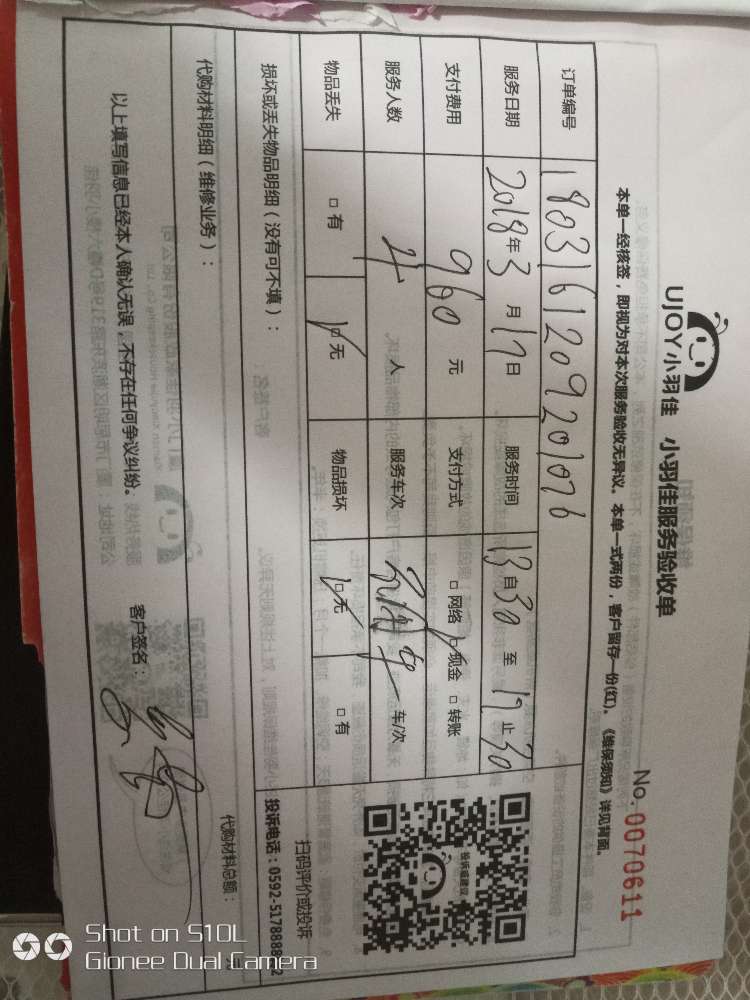 UJOY小羽佳 小羽佳服务验收单
No. 0070611
本单一经核签，即视为对本次服务验收无异议。本单一式两份，客户留存一份(红)。《维保须知》详见背面。
订单编号 1803161209201076
服务日期 2018年3月17日 服务时间 13自30至17止30
支付费用 960元 支付方式 □网络 □现金 □转账
服务人数 4人 服务车次 车/次
物品丢失 □有 □无 物品损坏 □无 □有
损坏或丢失物品明细（没有可不填）：
投诉或建议
扫码评价或投诉
投诉电话：0592-5178888
代购材料明细（维修业务）：
代购材料总额： 元
以上填写信息已经本人确认无误，不存在任何争议纠纷。
客户签名：
Shot on S10L
Gionee Dual Camera